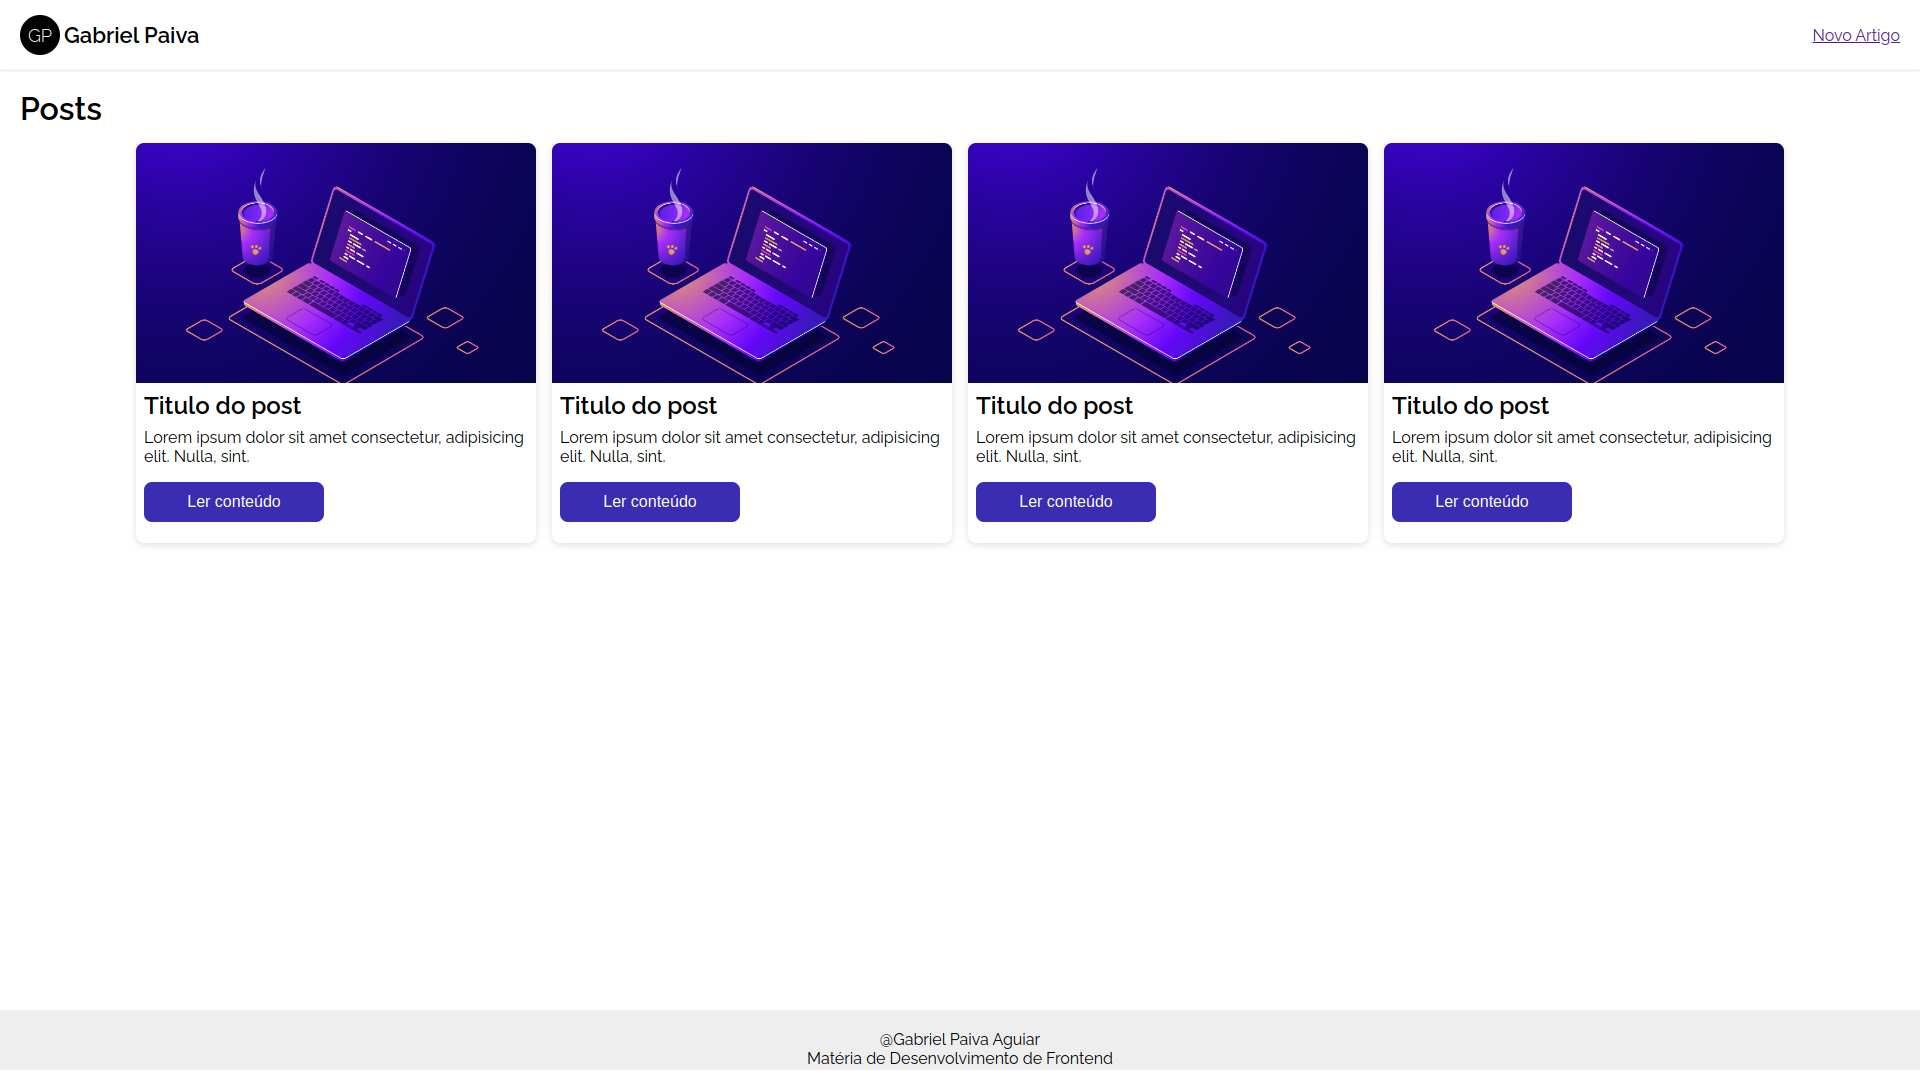 GP Gabriel Paiva
Novo Artigo
Posts
Titulo do post
Lorem ipsum dolor sit amet consectetur, adipisicing
elit. Nulla, sint.
Ler conteúdo
Titulo do post
Lorem ipsum dolor sit amet consectetur, adipisicing
elit. Nulla, sint.
Ler conteúdo
Titulo do post
Lorem ipsum dolor sit amet consectetur, adipisicing
elit. Nulla, sint.
Ler conteúdo
Titulo do post
Lorem ipsum dolor sit amet consectetur, adipisicing
elit. Nulla, sint.
Ler conteúdo
@Gabriel Paiva Aguiar
Matéria de Desenvolvimento de Frontend